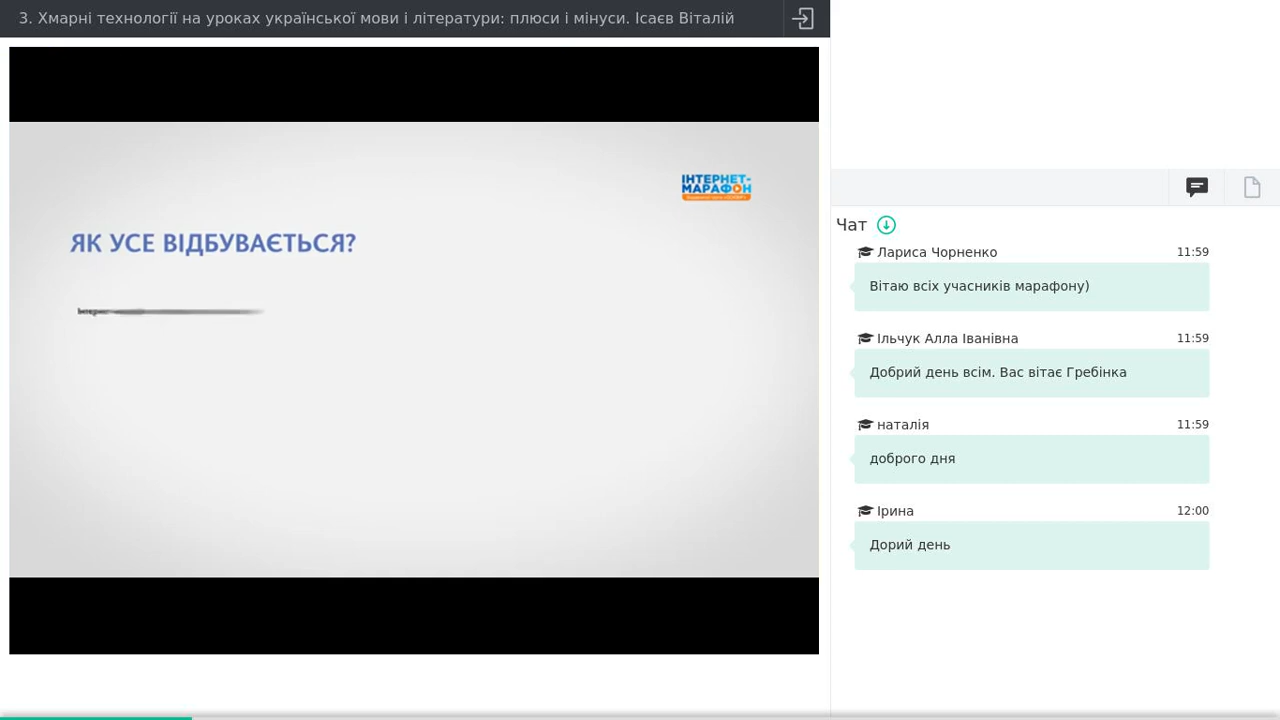 3. Хмарні технології на уроках української мови і літератури: плюси і мінуси. Ісаєв Віталій
ІНТЕРНЕТ-
МАРАФОН
ЯК УСЕ ВІДБУВАЄТЬСЯ?
Чат
Лариса Чорненко 11:59
Вітаю всіх учасників марафону)
Ільчук Алла Іванівна 11:59
Добрий день всім. Вас вітає Гребінка
наталія 11:59
доброго дня
Ірина 12:00
Дорий день